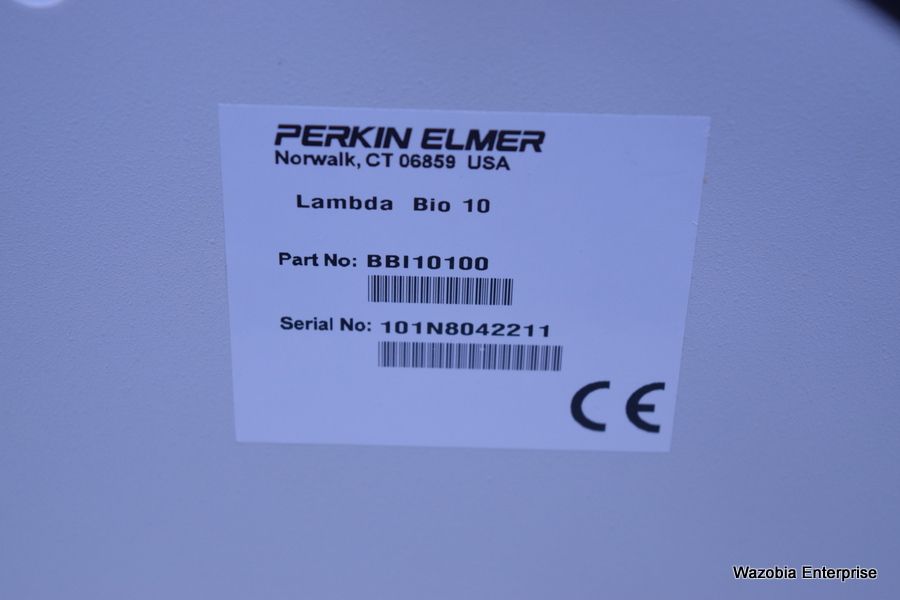 PERKIN ELMER
Norwalk, CT 06859 USA
Lambda Bio 10
Part No: BBI10100
Serial No: 101N8042211
CE
Wazobia Enterprise